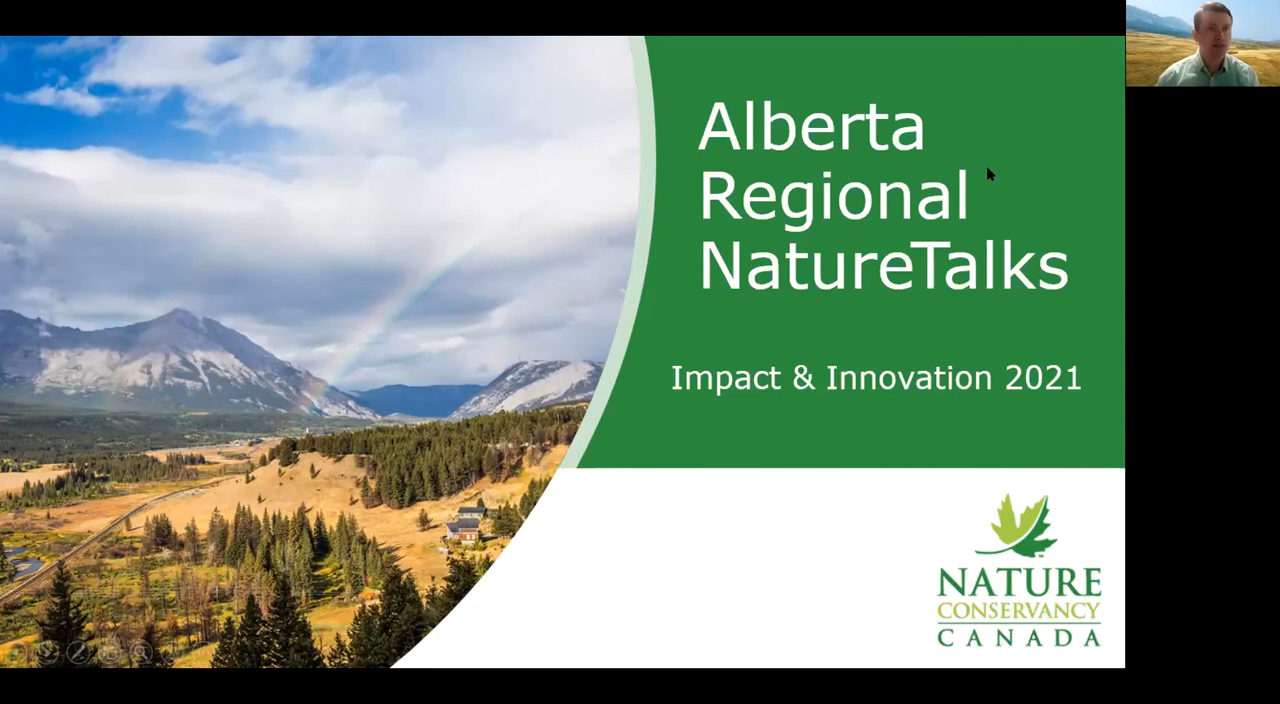 Alberta
Regional
NatureTalks
Impact & Innovation 2021
NATURE
CONSERVANCY
CANADA